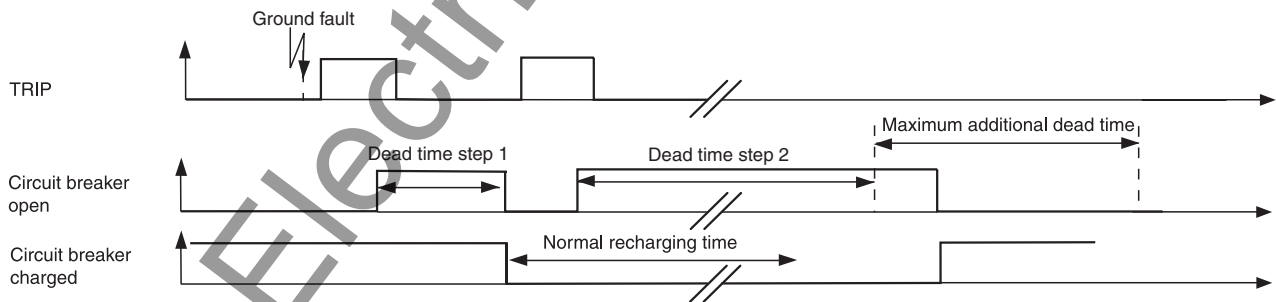 Ground fault
TRIP
Maximum additional dead time
Dead time step 1
Dead time step 2
Circuit breaker
open
Normal recharging time
Circuit breaker
charged